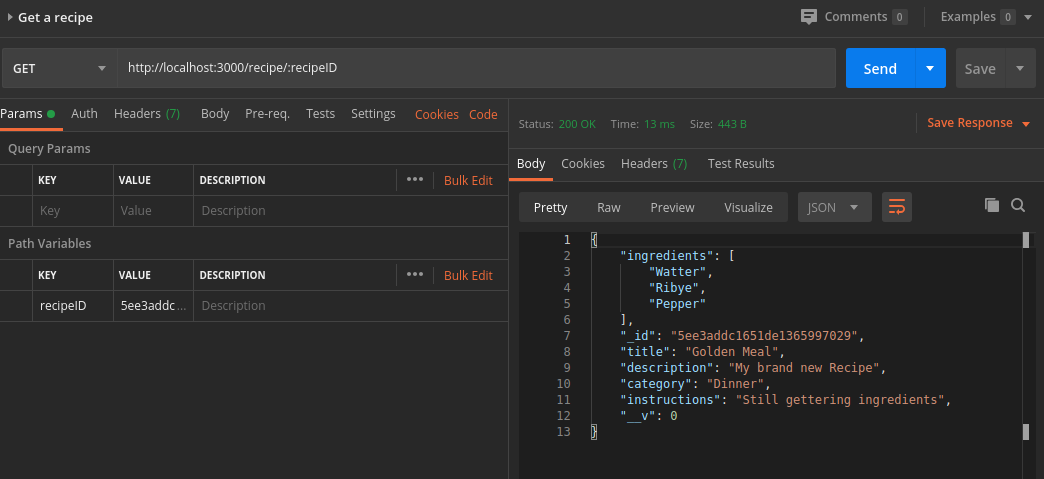 Get a recipe
Comments 0
Examples 0
GET
http://localhost:3000/recipe/:recipeID
Send
Save
Params
Auth
Headers (7)
Body
Pre-req.
Tests
Settings
Cookies
Code
Query Params
KEY VALUE DESCRIPTION ••• Bulk Edit
Key Value Description
Path Variables
KEY VALUE DESCRIPTION ••• Bulk Edit
recipeID 5ee3addc... Description
Status: 200 OK Time: 13 ms Size: 443 B
Save Response
Body Cookies Headers (7) Test Results
Pretty Raw Preview Visualize JSON
1 {
2 "ingredients": [
3 "Watter",
4 "Ribye",
5 "Pepper"
6 ],
7 "_id": "5ee3addc1651de1365997029",
8 "title": "Golden Meal",
9 "description": "My brand new Recipe",
10 "category": "Dinner",
11 "instructions": "Still gettering ingredients",
12 "__v": 0
13 }